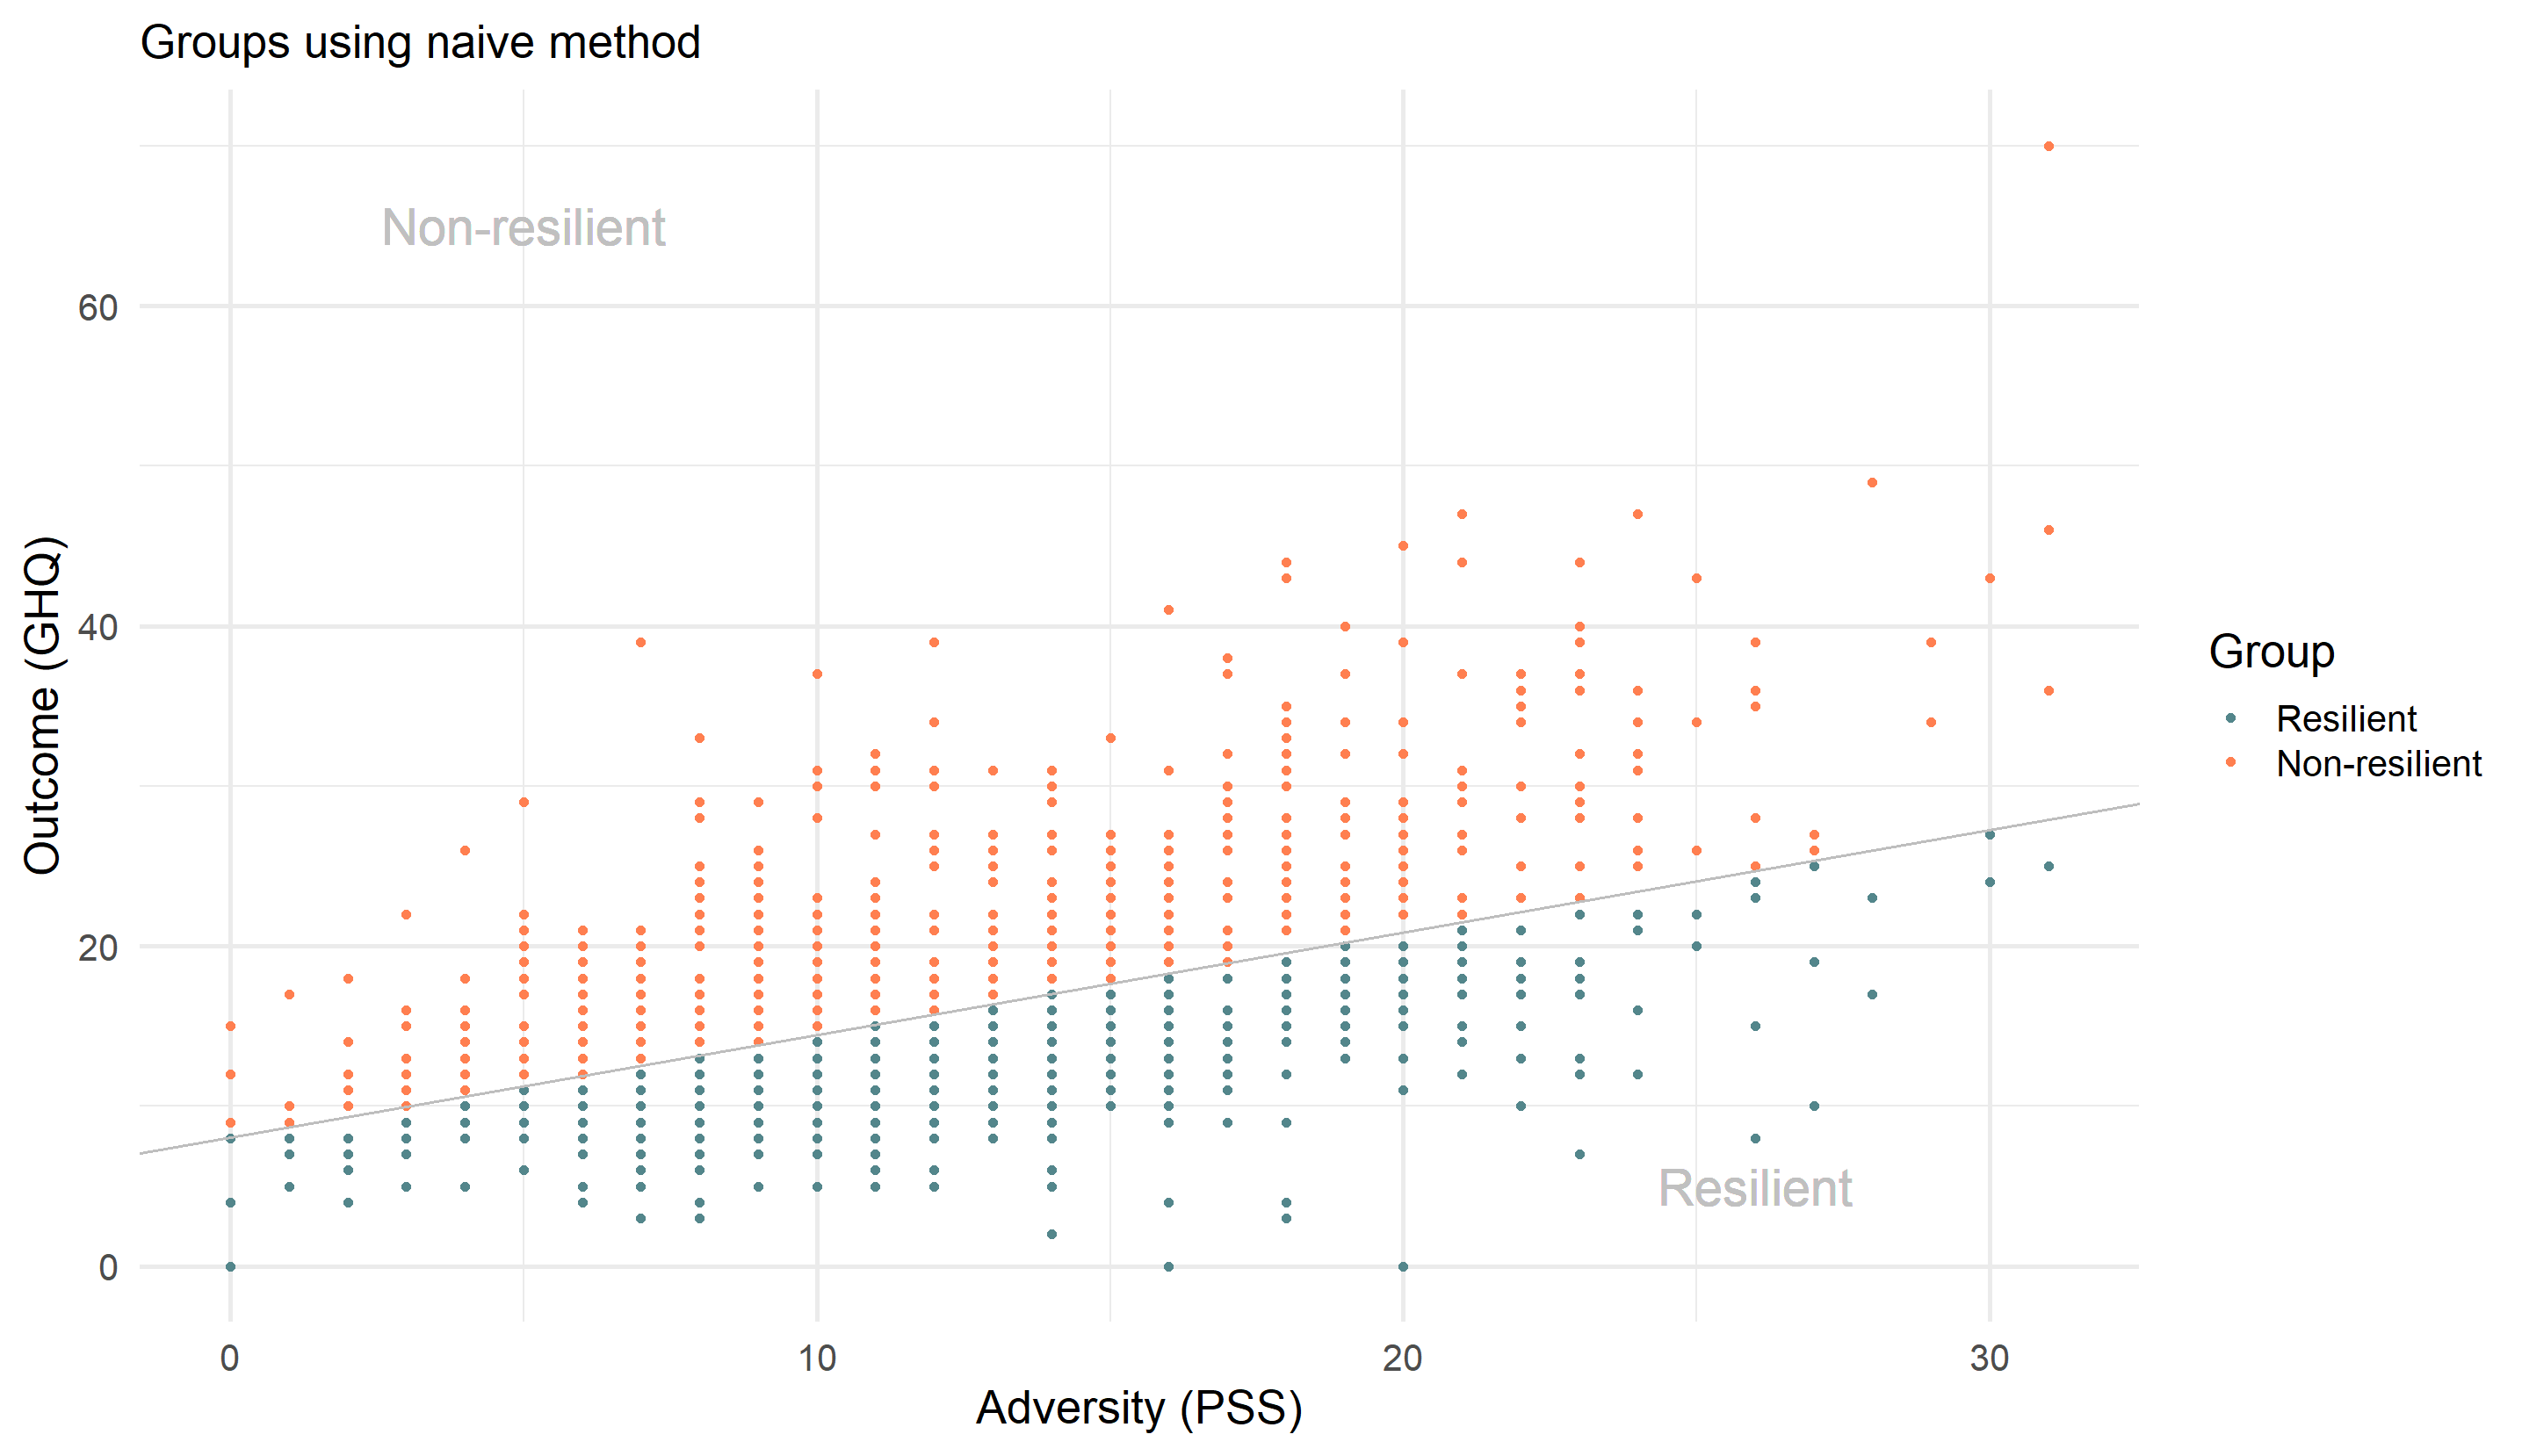 Groups using naive method
Non-resilient
60
40
20
0
Outcome (GHQ)
Resilient
0 10 20 30
Adversity (PSS)
Group
Resilient
Non-resilient